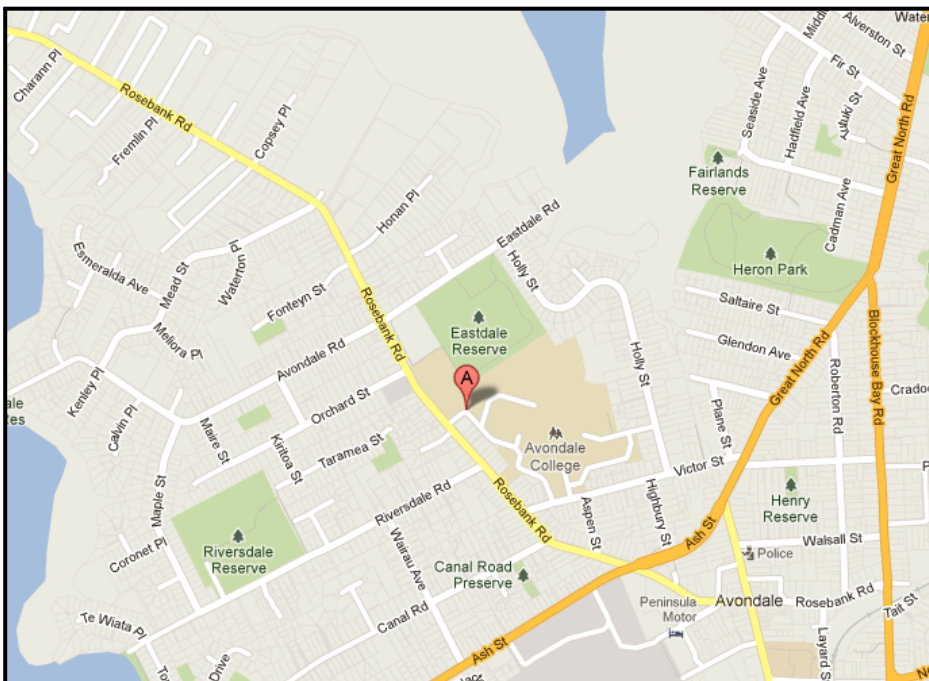 Charann Pl
Rosebank Rd
Fremlin Pl
Copsey Pl
Honan Pl
Eastdale Rd
Holly St
Esmeralda Ave
Mead St
Waterton Pl
Fonteyn St
Rosebank Rd
Eastdale
Reserve
Meliora Pl
Avondale Rd
Kenley Pl
Calvin Pl
Maire St
Orchard St
Kiritoa St
Taramea St
A
Avondale
College
Holly St
Maple St
Coronet Pl
Riversdale
Reserve
Riversdale Rd
Rosebank Rd
Wairau Ave
Aspen St
Highbury St
Victor St
Canal Road
Preserve
Canal Rd
Te Wiata Pl
Drive
Ash St
Ash St
Peninsula
Motor
Avondale
Rosebank Rd
Police
Walsall St
Henry
Reserve
Layard St
Tait St
Plane St
Roberton Rd
Blockhouse Bay Rd
Great North Rd
Glendon Ave
Saltaire St
Heron Park
Cadman Ave
Fairlands
Reserve
Seaside Ave
Hadfield Ave
Fir St
Alverston St
Great North Rd